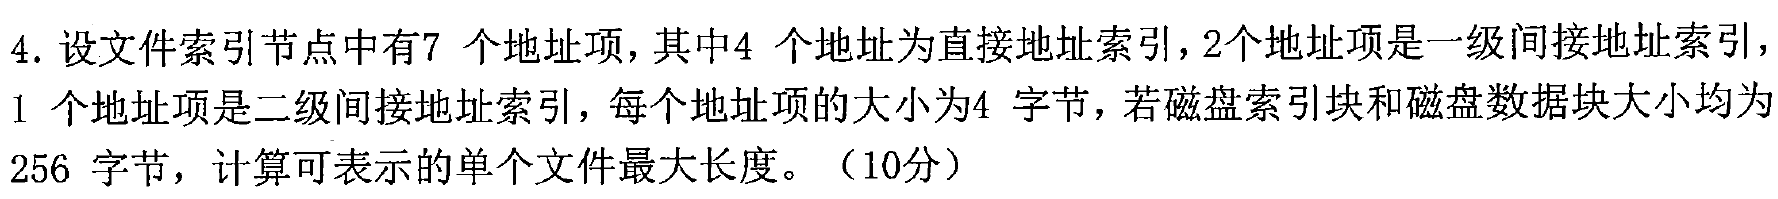 4. 设文件索引节点中有7 个地址项，其中4 个地址为直接地址索引，2个地址项是一级间接地址索引，
1 个地址项是二级间接地址索引，每个地址项的大小为4 字节，若磁盘索引块和磁盘数据块大小均为
256 字节，计算可表示的单个文件最大长度。（10分）